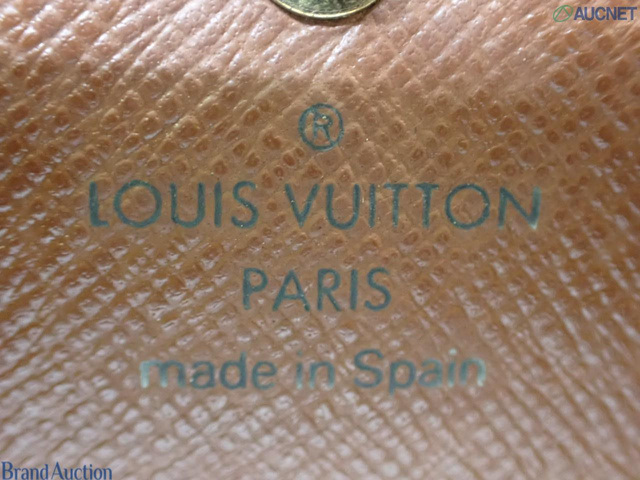 AUCNET
®
LOUIS VUITTON
PARIS
made in Spain
Brand Auction